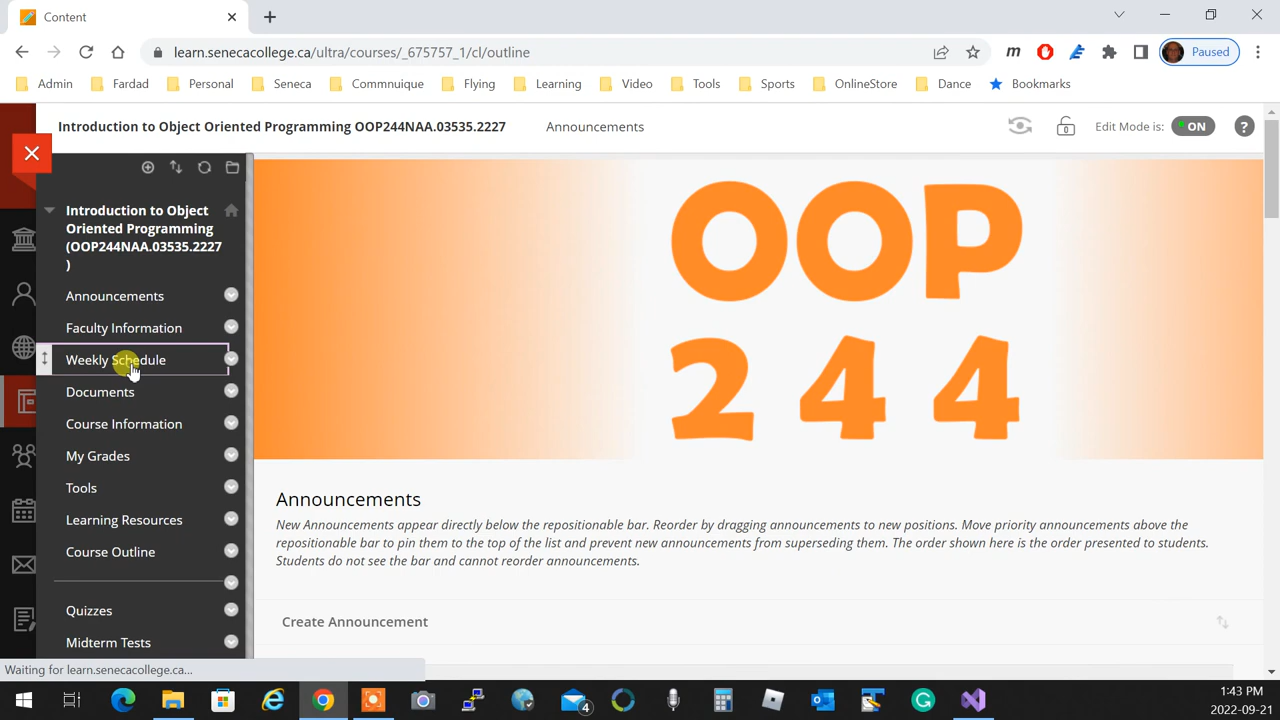 Content
learn.senecacollege.ca/ultra/courses/_675757_1/cl/outline
m
Paused
Admin
Fardad
Personal
Seneca
Commnuique
Flying
Learning
Video
Tools
Sports
OnlineStore
Dance
Bookmarks
Introduction to Object Oriented Programming OOP244NAA.03535.2227
Announcements
Edit Mode is:
ON
?
Introduction to Object
Oriented Programming
(OOP244NAA.03535.2227
)
Announcements
Faculty Information
Weekly Schedule
Documents
Course Information
My Grades
Tools
Learning Resources
Course Outline
Quizzes
Midterm Tests
OOP
244
Announcements
New Announcements appear directly below the repositionable bar. Reorder by dragging announcements to new positions. Move priority announcements above the
repositionable bar to pin them to the top of the list and prevent new announcements from superseding them. The order shown here is the order presented to students.
Students do not see the bar and cannot reorder announcements.
Create Announcement
Waiting for learn.senecacollege.ca...
4
1:43 PM
2022-09-21